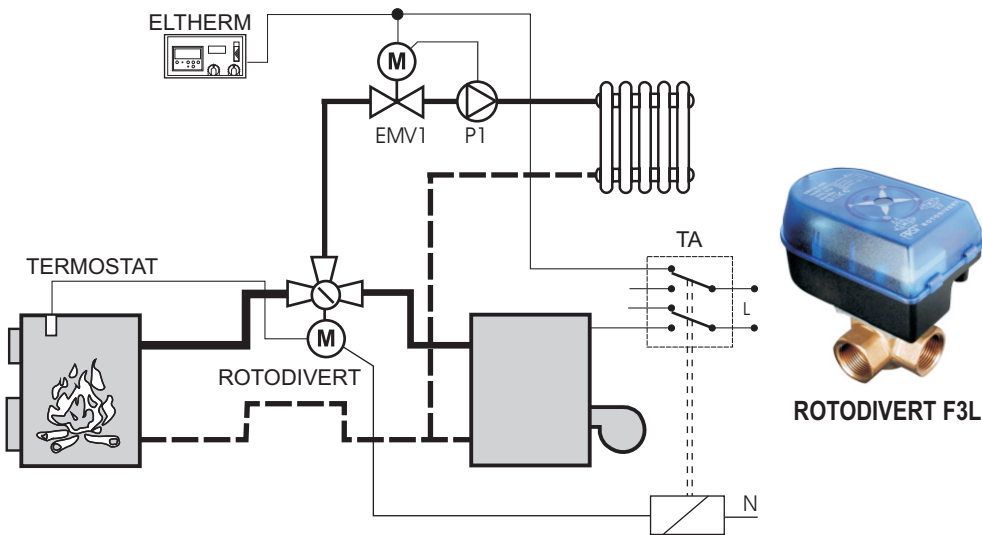 ELTHERM
M
EMV1
P1
TA
TERMOSTAT
L
M
ROTODIVERT
ROTODIVERT F3L
N